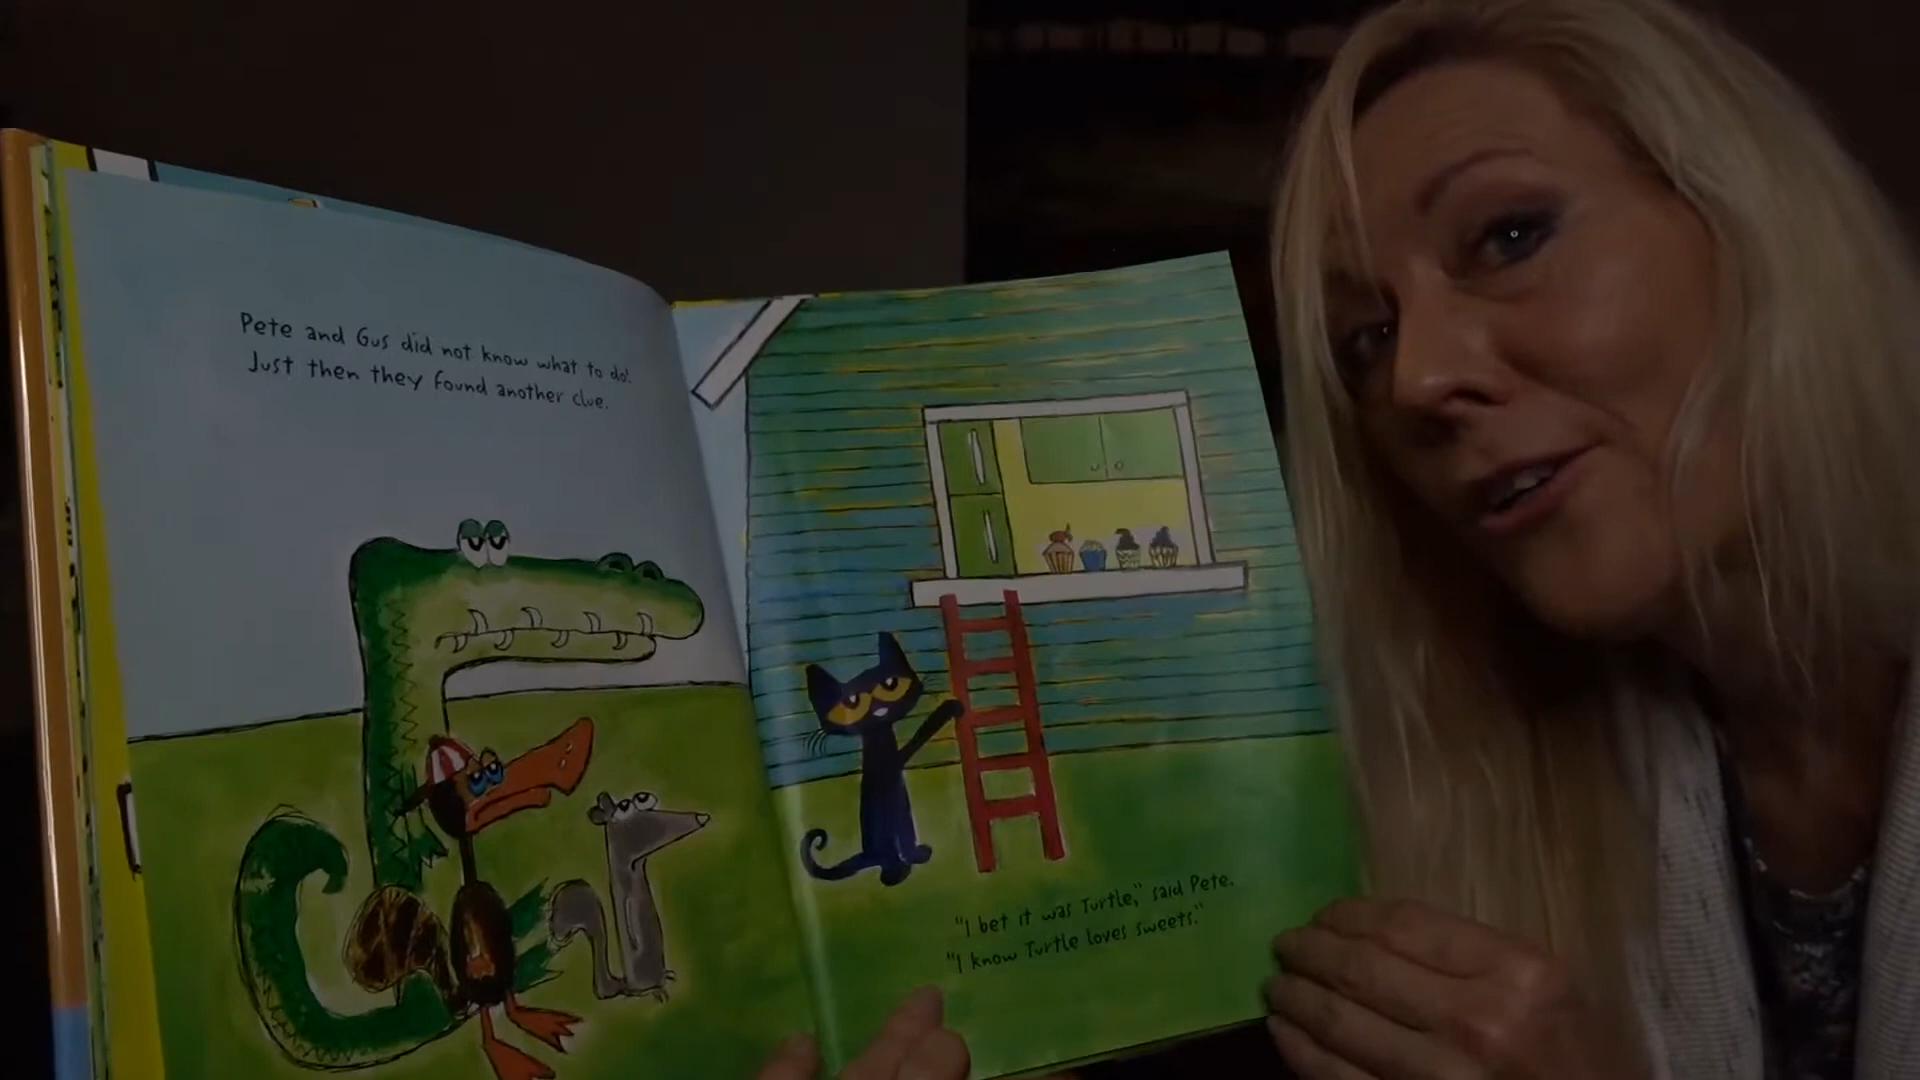 Pete and Gus did not know what to do!
Just then they found another clue.
"I bet it was Turtle," said Pete.
"I know Turtle loves sweets."